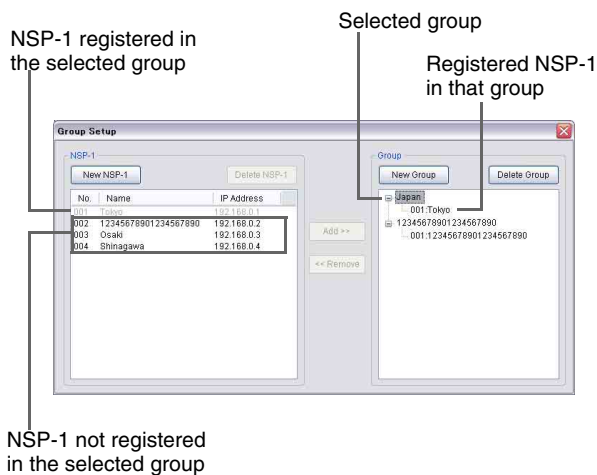 Selected group
NSP-1 registered in
the selected group
Registered NSP-1
in that group
Group Setup
NSP-1
New NSP-1
Delete NSP-1
No. Name IP Address
001 Tokyo 192.168.0.1
002 12345678901234567890 192.168.0.2
003 Osaki 192.168.0.3
004 Shinagawa 192.168.0.4
Add >>
<< Remove
Group
New Group
Delete Group
Japan
001:Tokyo
12345678901234567890
001:12345678901234567890
NSP-1 not registered
in the selected group